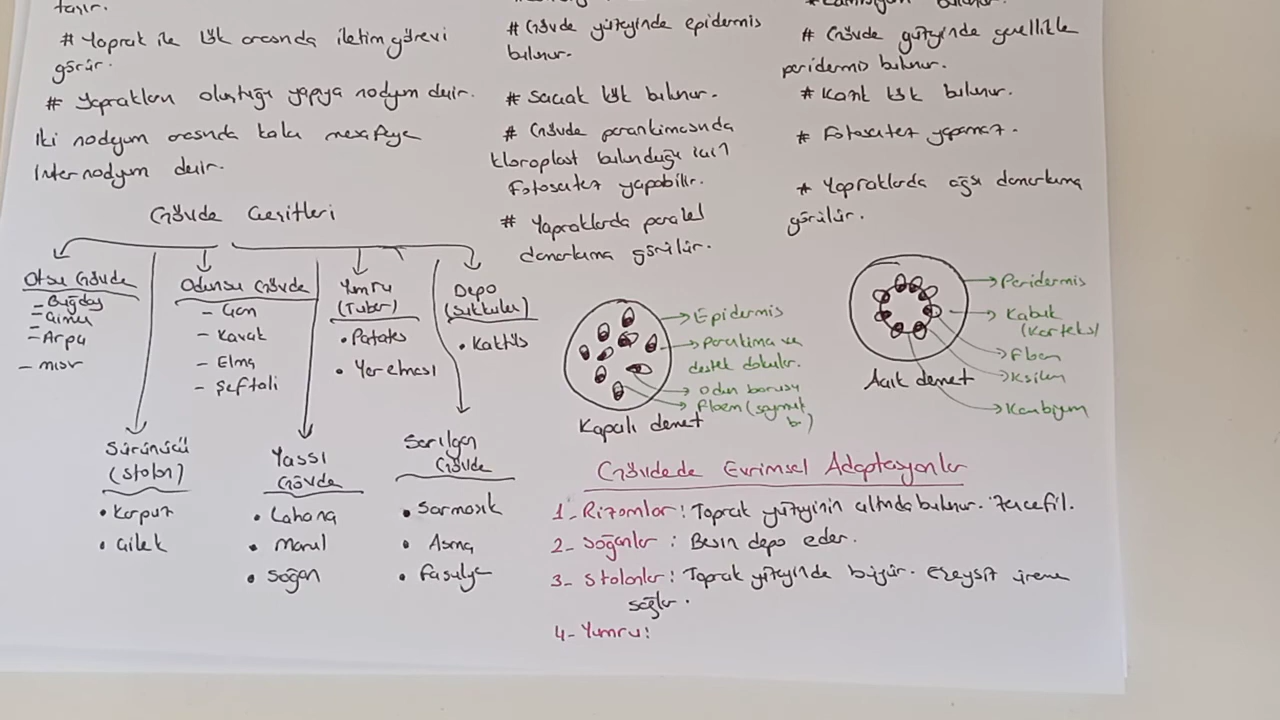 taşır.
# Yaprak ile kök arasında iletim görevi
görür.
# Yaprakların oluştuğu yapıya nodyum denir.
İki nodyum arasında kalan mesafeye
İnternodyum denir.
# Gövde yüzeyinde epidermis
bulunur.
# Saçak kök bulunur.
# Gövde parankimasında
kloroplast bulunduğu için
fotosentez yapabilir.
# Yapraklarda paralel
damarlanma görülür.
# Gövde yüzeyinde genellikle
peridermis bulunur.
# Kazık kök bulunur.
# Fotosentez yapamaz.
# Yapraklarda ağsı damarlanma
görülür.
Gövde Çeşitleri
Otsu Gövde
- Buğday
- Çimen
- Arpa
- mısır
Odunsu Gövde
- Çam
- Kavak
- Elma
- Şeftali
Yumru
(Tuber)
• Patates
• Yer elması
Depo
(Sukkulent)
• Kaktüs
Sürünücü
(Stolon)
• Karpuz
• Çilek
Yassı
Gövde
• Lahana
• Marul
• Soğan
Sarılgan
Gövde
• Sarmaşık
• Asma
• Fasulye
Epidermis
Parankima ve
destek dokular.
Odun borusu
Floem (soymuk
b.)
Kapalı demet
Peridermis
Kabuk
(Korteks)
Floem
Ksilem
Kambiyum
Açık demet
Gövdede Evrimsel Adaptasyonlar
1- Rizomlar: Toprak yüzeyinin altında bulunur. Zencefil.
2- Soğanlar: Besin depo eder.
3- Stolonlar: Toprak yüzeyinde büyür. Eşeysiz üreme
sağlar.
4- Yumru: